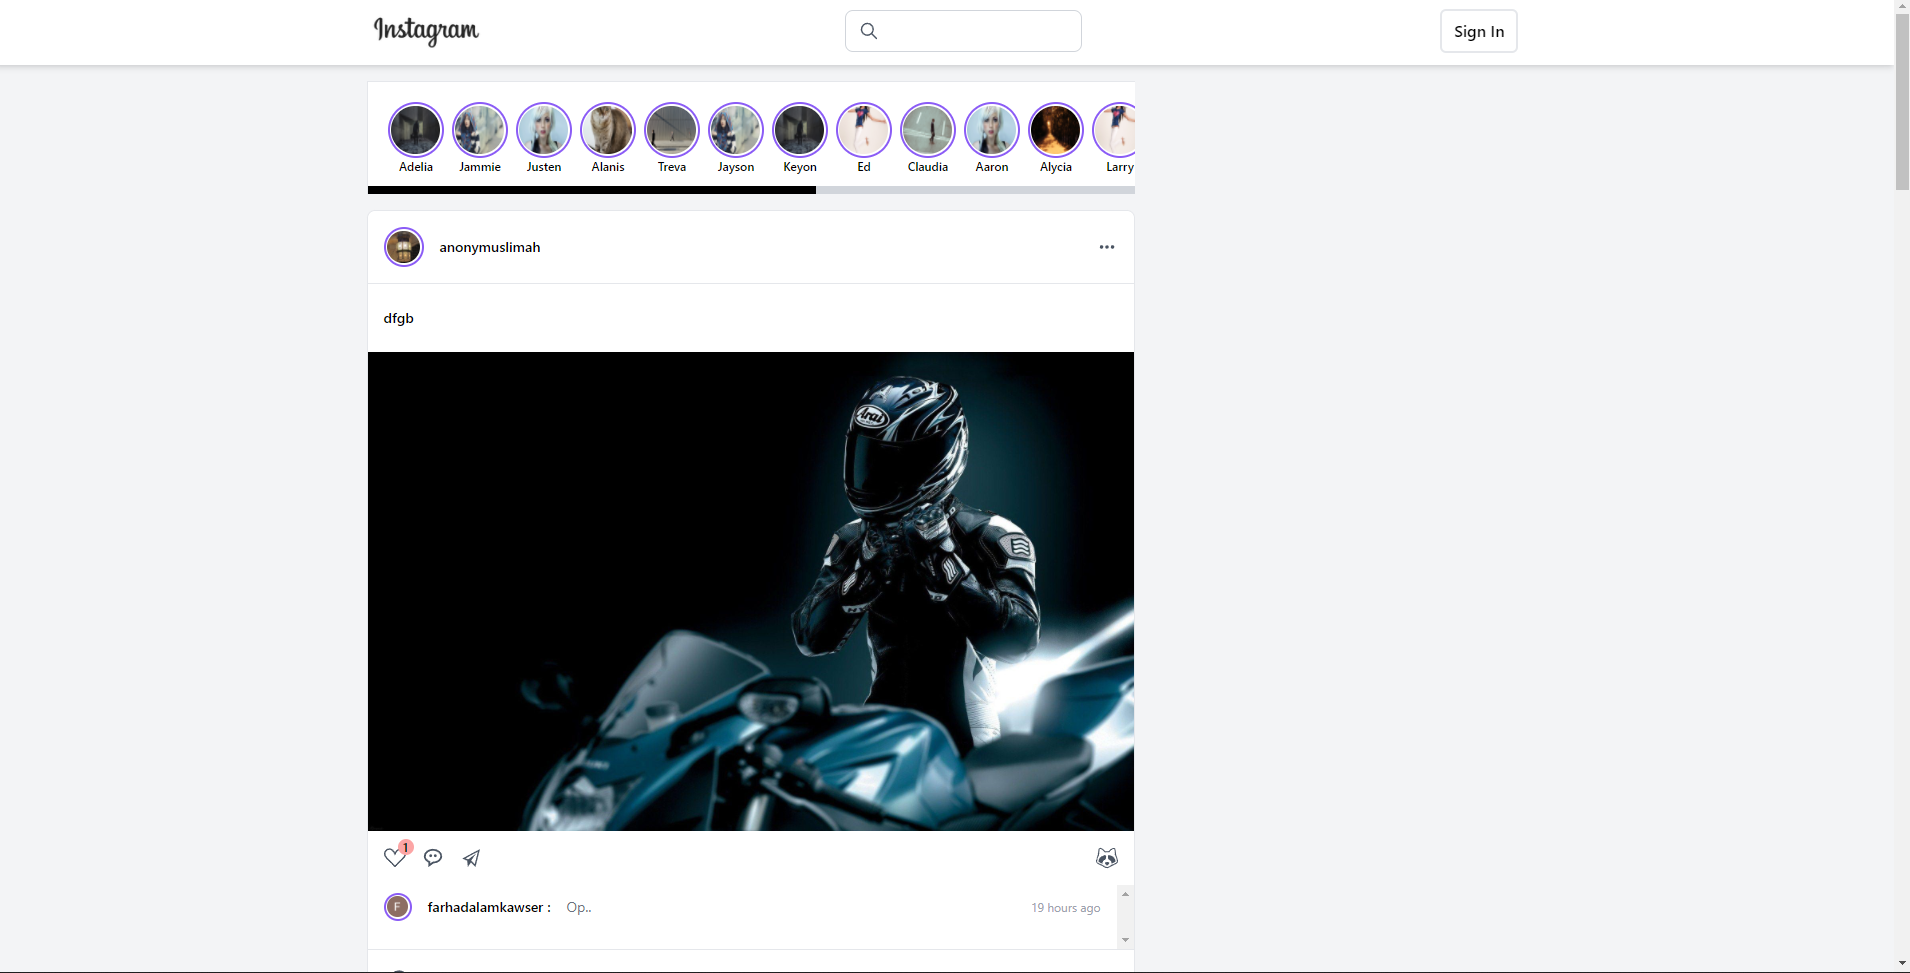 Instagram
Sign In
Adelia
Jammie
Justen
Alanis
Treva
Jayson
Keyon
Ed
Claudia
Aaron
Alycia
Larry
anonymuslimah
dfgb
Arai
1
F
farhadalamkawser : Op.. 19 hours ago